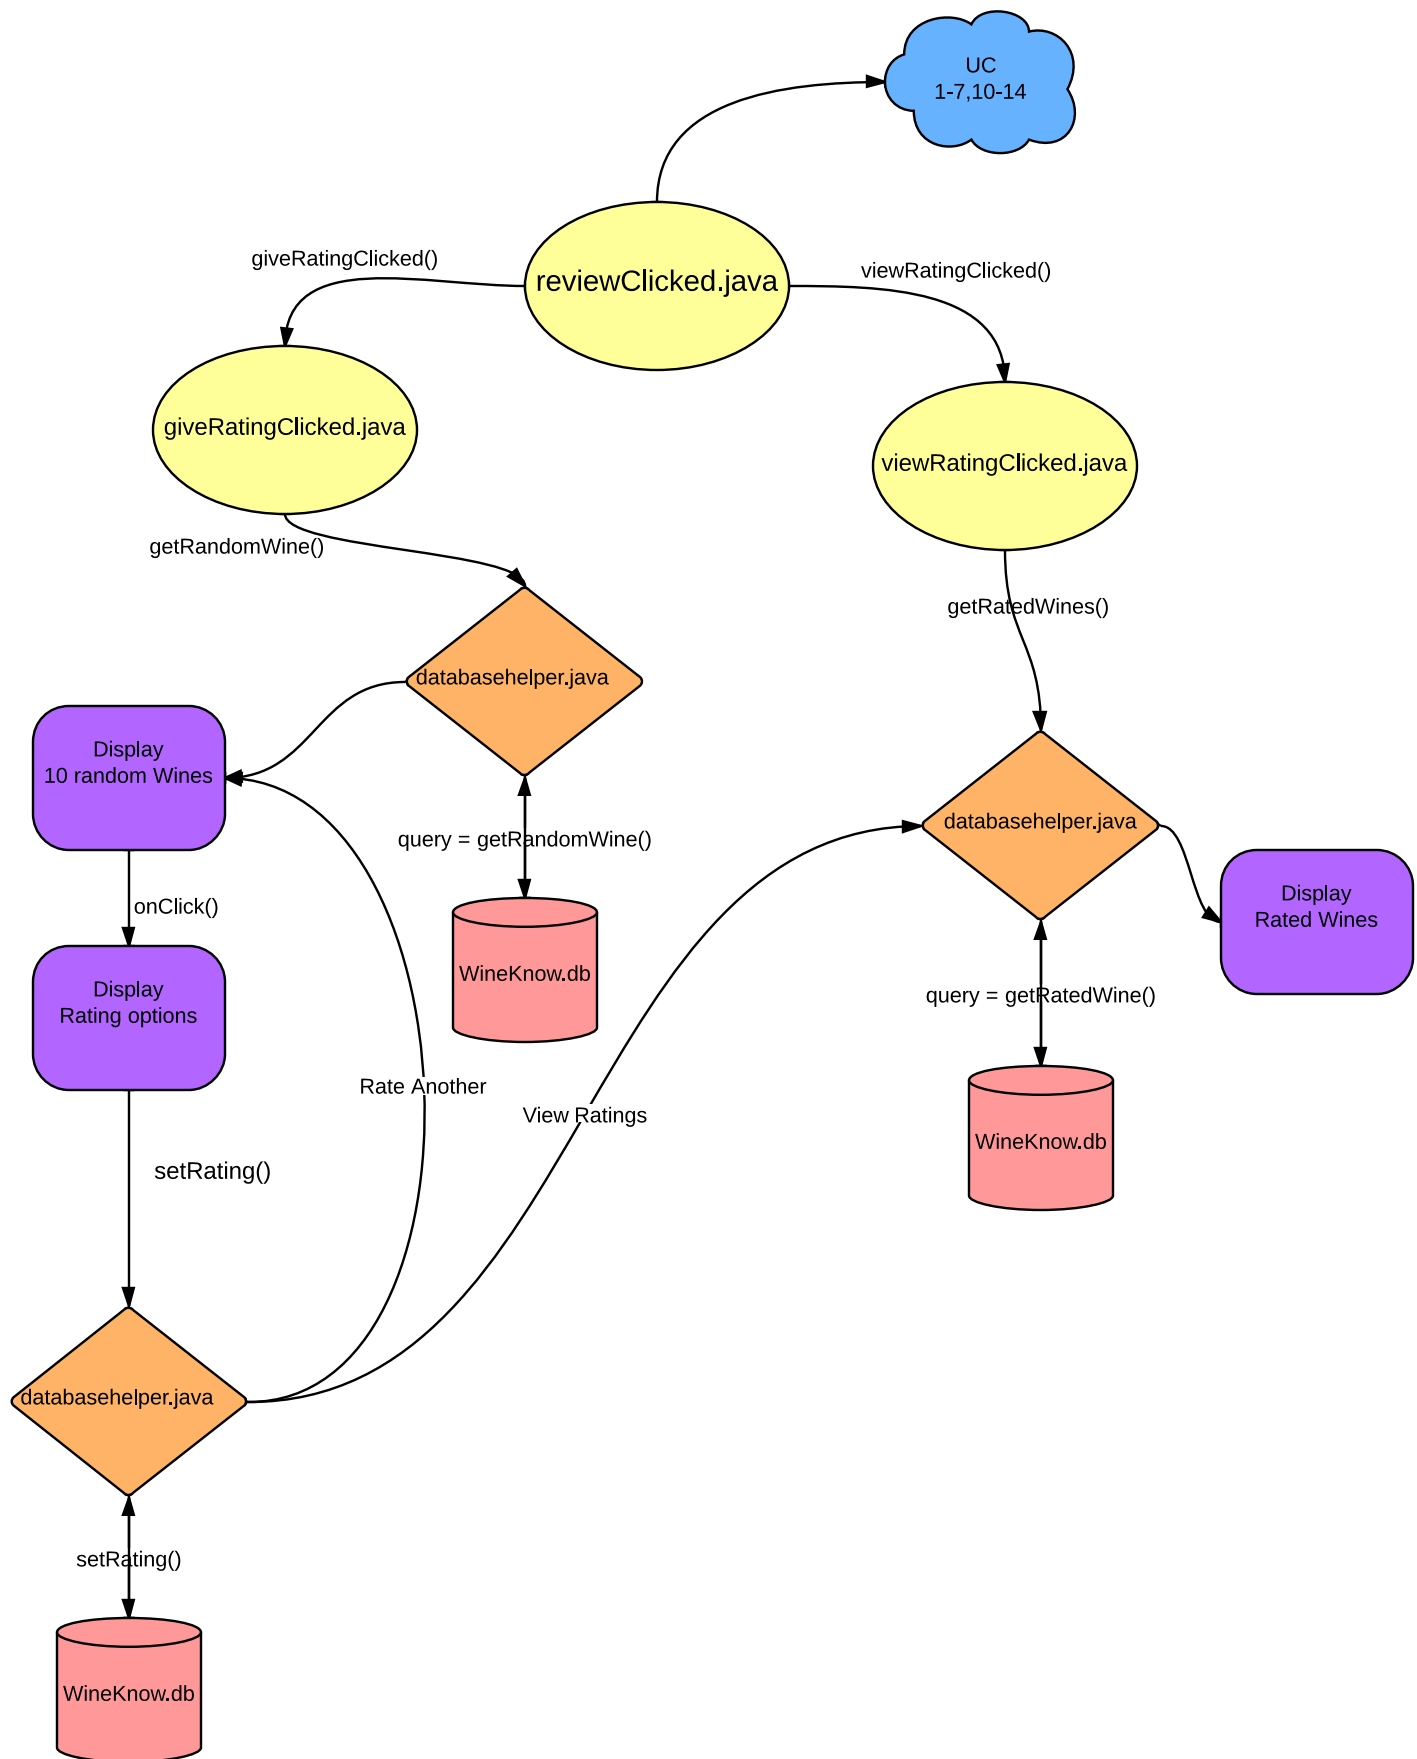 UC
1-7,10-14
giveRatingClicked()
reviewClicked.java
viewRatingClicked()
giveRatingClicked.java
viewRatingClicked.java
getRandomWine()
getRatedWines()
databasehelper.java
Display
10 random Wines
query = getRandomWine()
databasehelper.java
Display
Rated Wines
onClick()
WineKnow.db
Display
Rating options
query = getRatedWine()
Rate Another
View Ratings
WineKnow.db
setRating()
databasehelper.java
setRating()
WineKnow.db